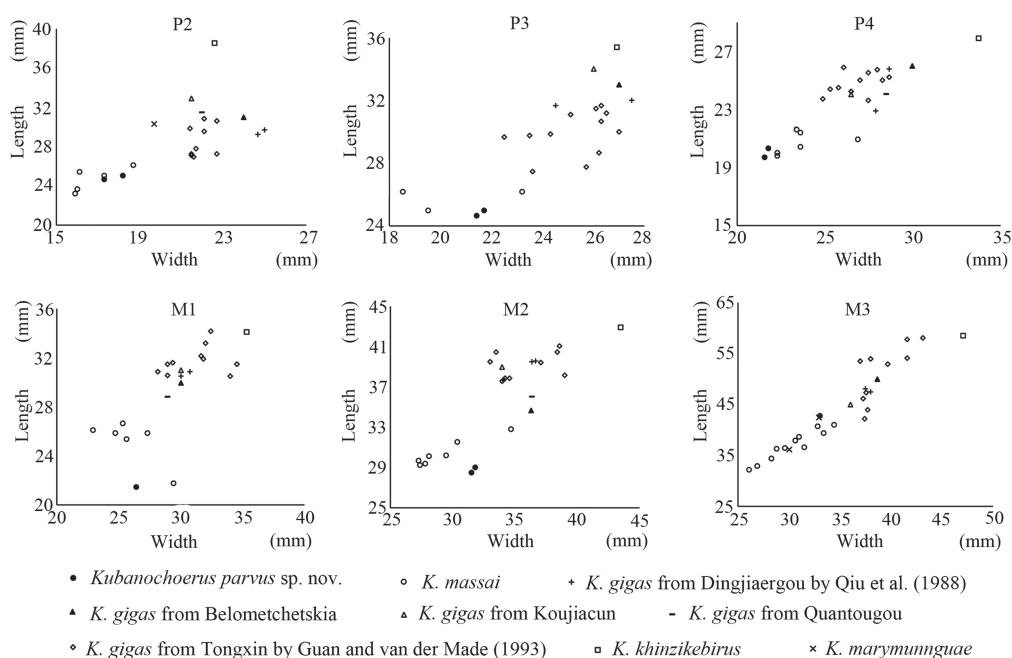 P2
(mm)
Length
40
36
32
28
24
20
15
19
23
27
Width
(mm)
P3
(mm)
Length
36
32
28
24
18
20
22
24
26
28
Width
(mm)
P4
(mm)
Length
27
23
19
15
20
25
30
35
Width
(mm)
M1
(mm)
Length
36
32
28
24
20
20
25
30
35
40
Width
(mm)
M2
(mm)
Length
45
41
37
33
29
25
25
30
35
40
45
Width
(mm)
M3
(mm)
Length
65
55
45
35
25
25
30
35
40
45
50
Width
(mm)
Kubanochoerus parvus sp. nov.
K. massai
K. gigas from Dingjiaergou by Qiu et al. (1988)
K. gigas from Belometchetskia
K. gigas from Koujiacun
K. gigas from Quantougou
K. gigas from Tongxin by Guan and van der Made (1993)
K. khinzikebirus
K. marymunnguae